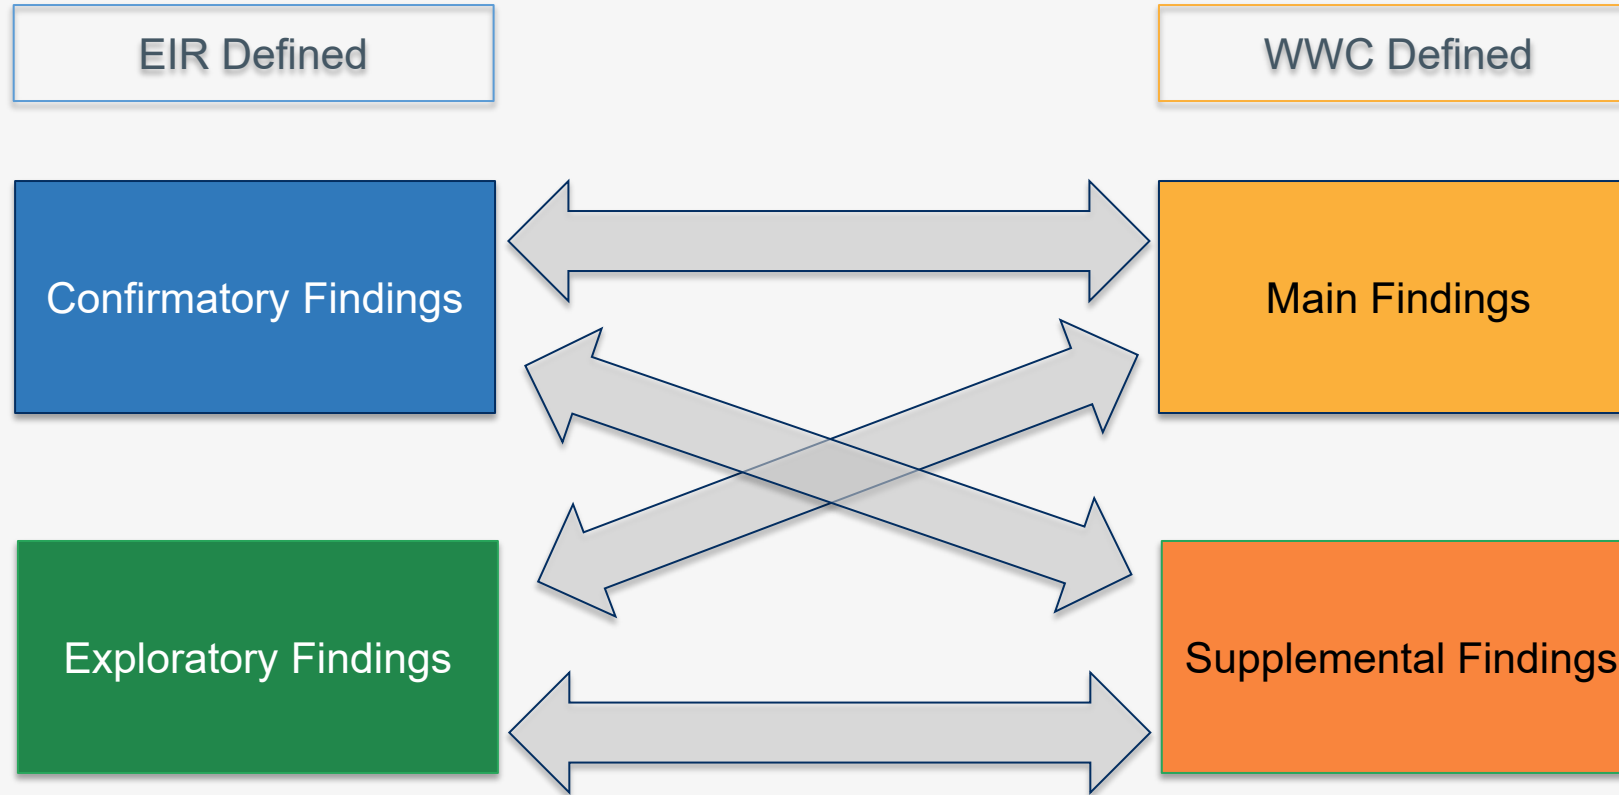 EIR Defined
WWC Defined
Confirmatory Findings
Main Findings
Exploratory Findings
Supplemental Findings